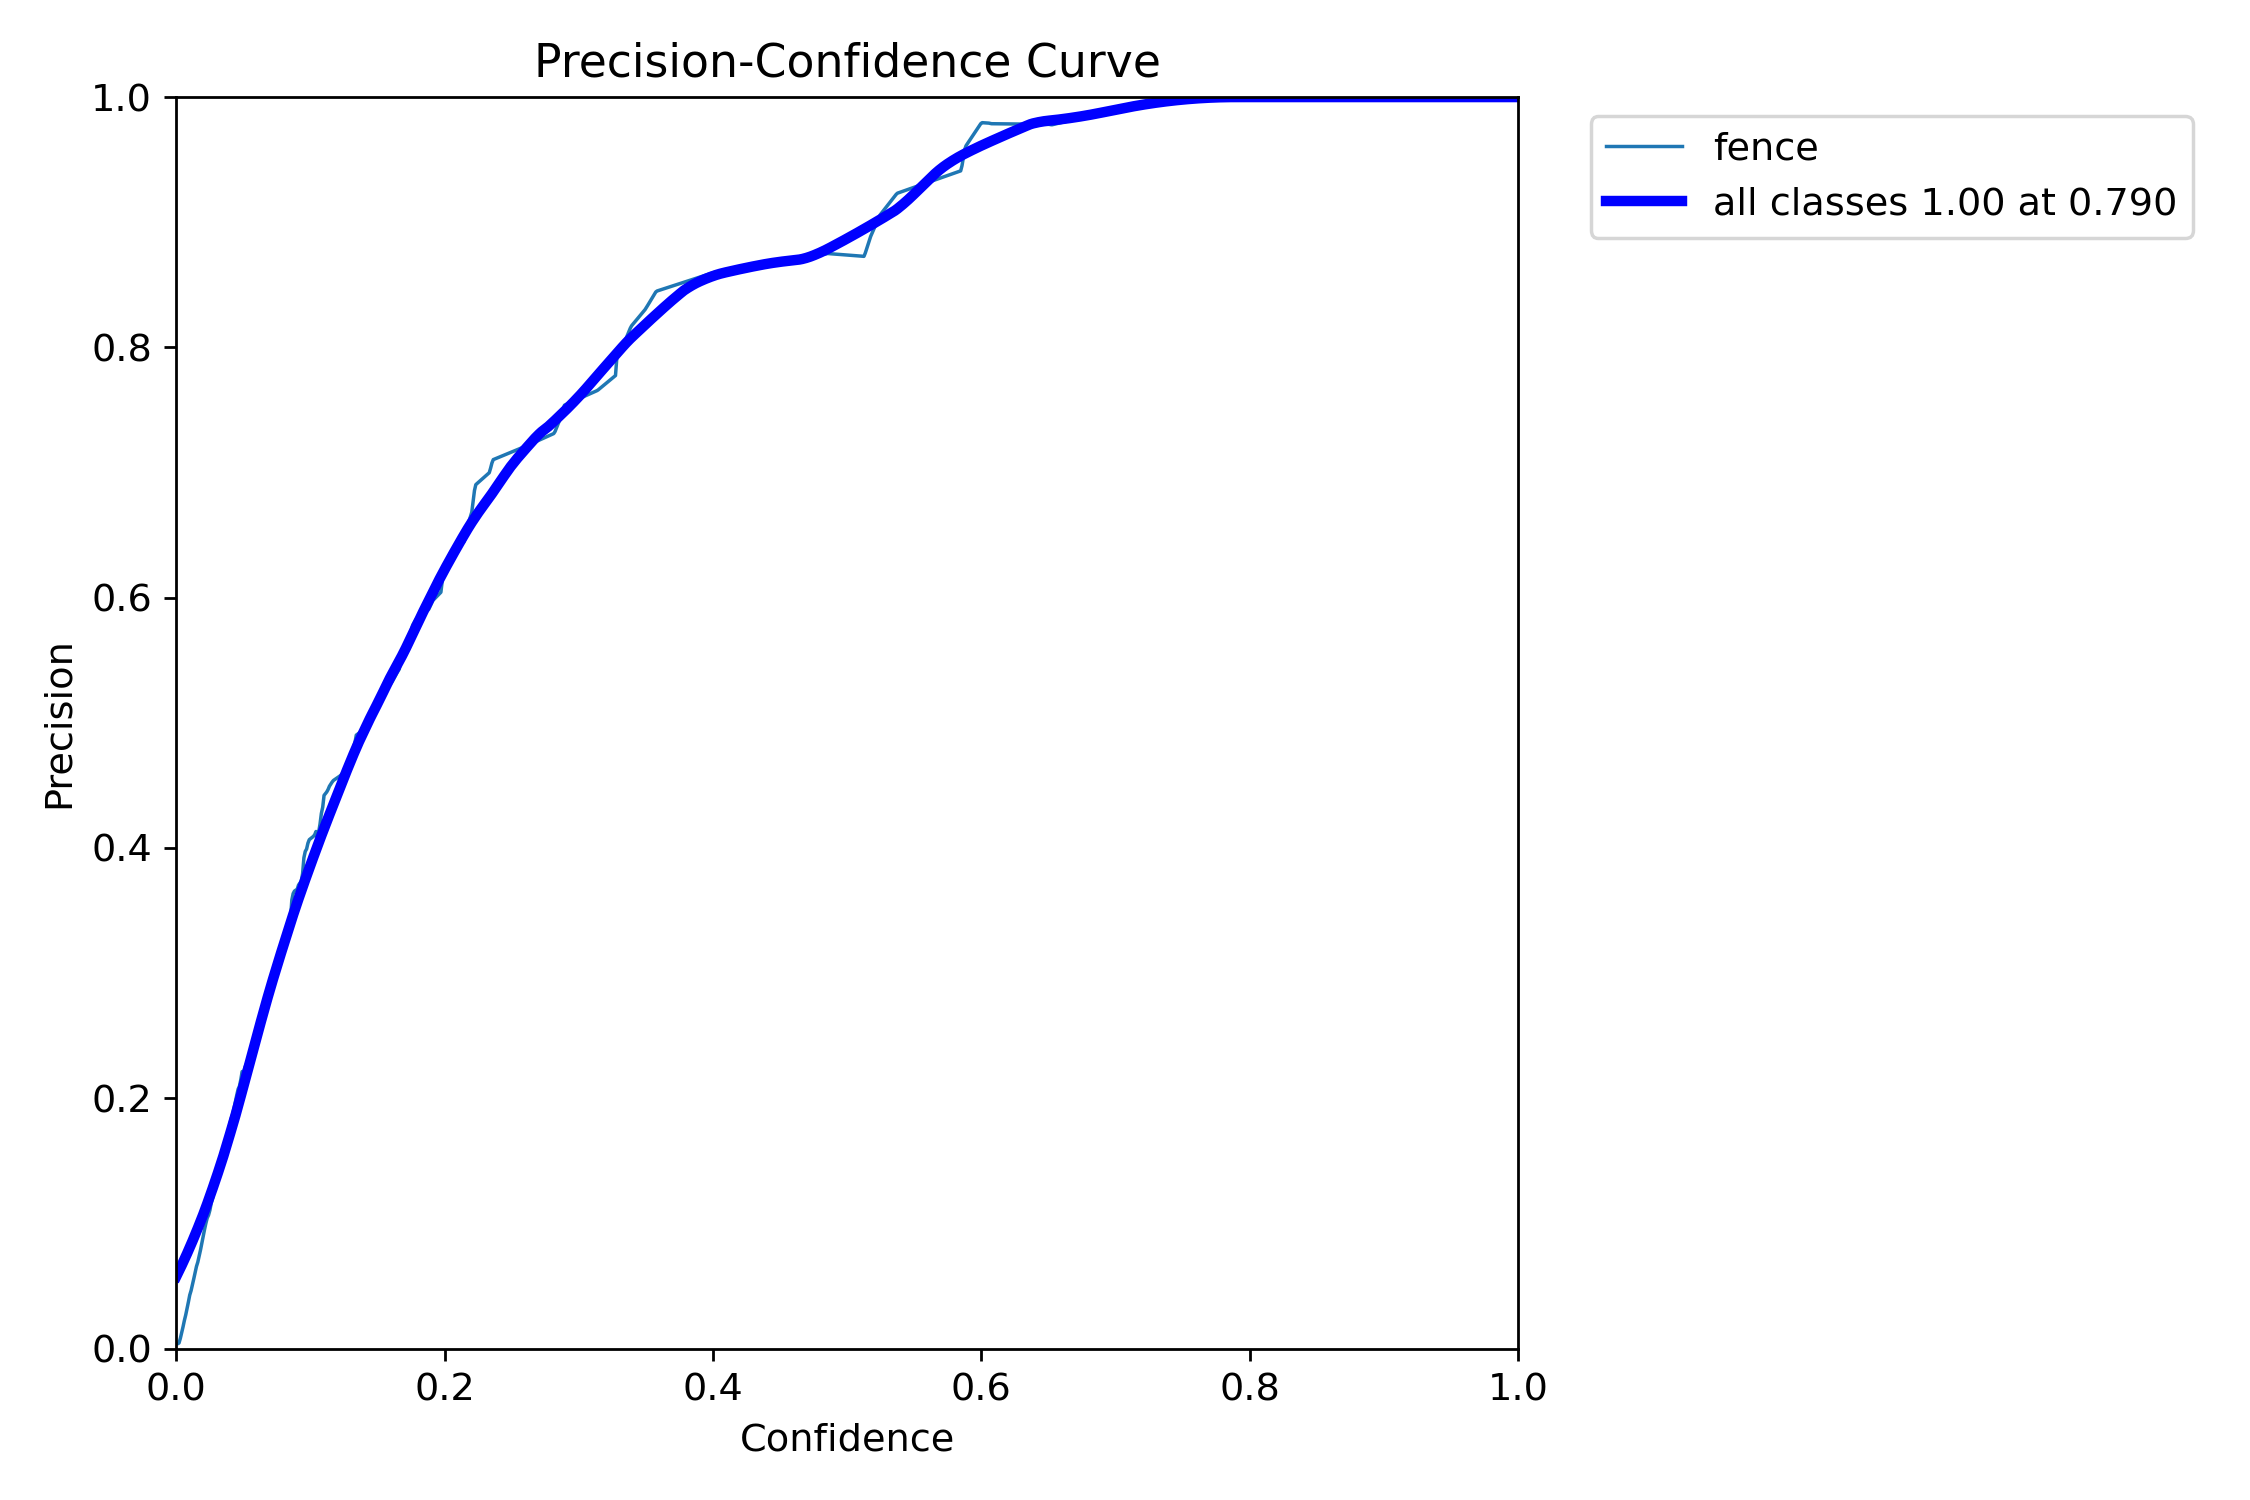 Precision-Confidence Curve
1.0
0.8
0.6
0.4
0.2
0.0
Precision
0.0 0.2 0.4 0.6 0.8 1.0
Confidence
fence
all classes 1.00 at 0.790